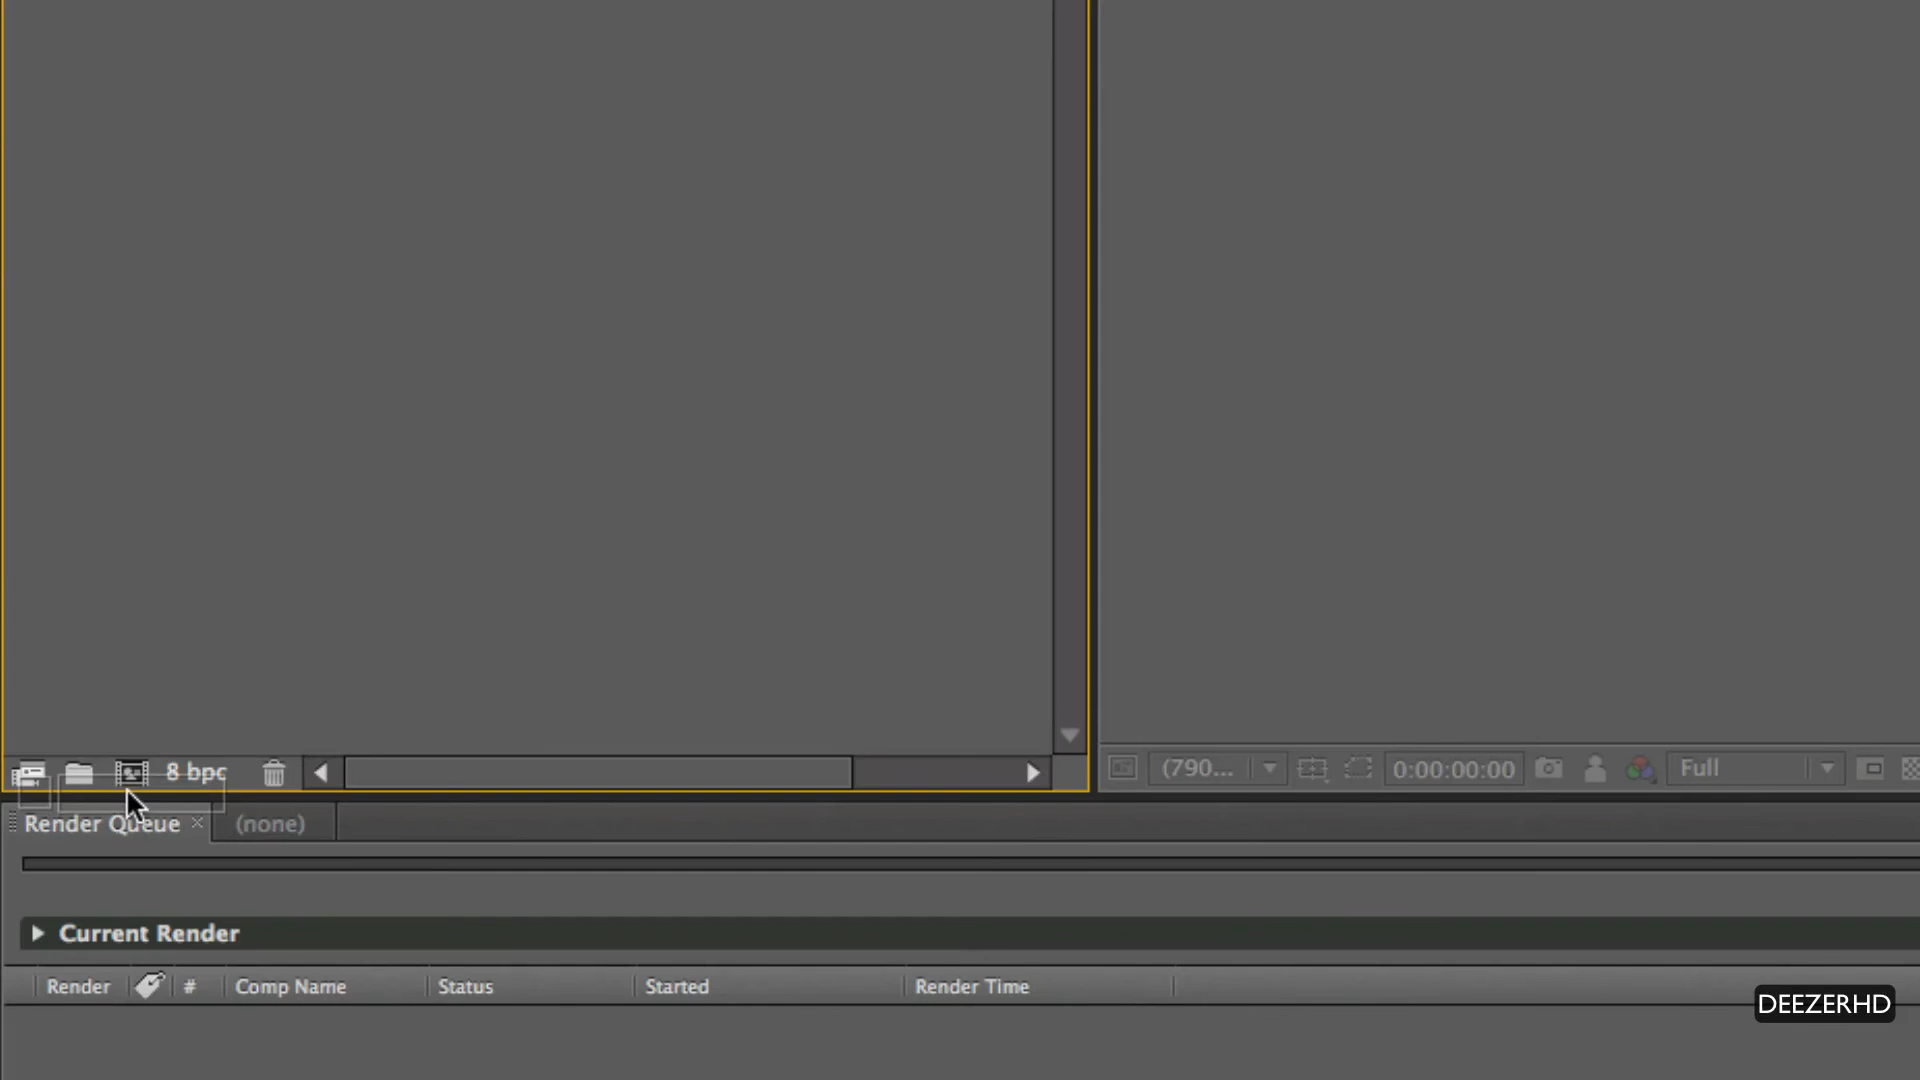 8 bpc
(790...
0:00:00:00
Full
Render Queue
(none)
Current Render
Render # Comp Name Status Started Render Time
DEEZERHD